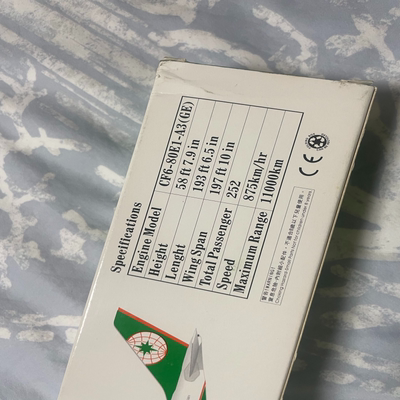 Specifications
Engine Model CF6-80E1-A3(GE)
Height 58 ft 7.9 in
Lenght 193 ft 6.5 in
Wing Span 197 ft 10 in
Total Passenger 252
Speed 875km/hr
Maximum Range 11000km
CE